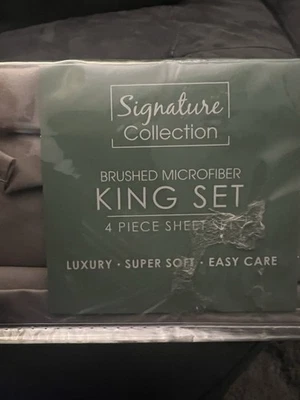 Signature
Collection
BRUSHED MICROFIBER
KING SET
4 PIECE SHEET SET
LUXURY • SUPER SOFT • EASY CARE